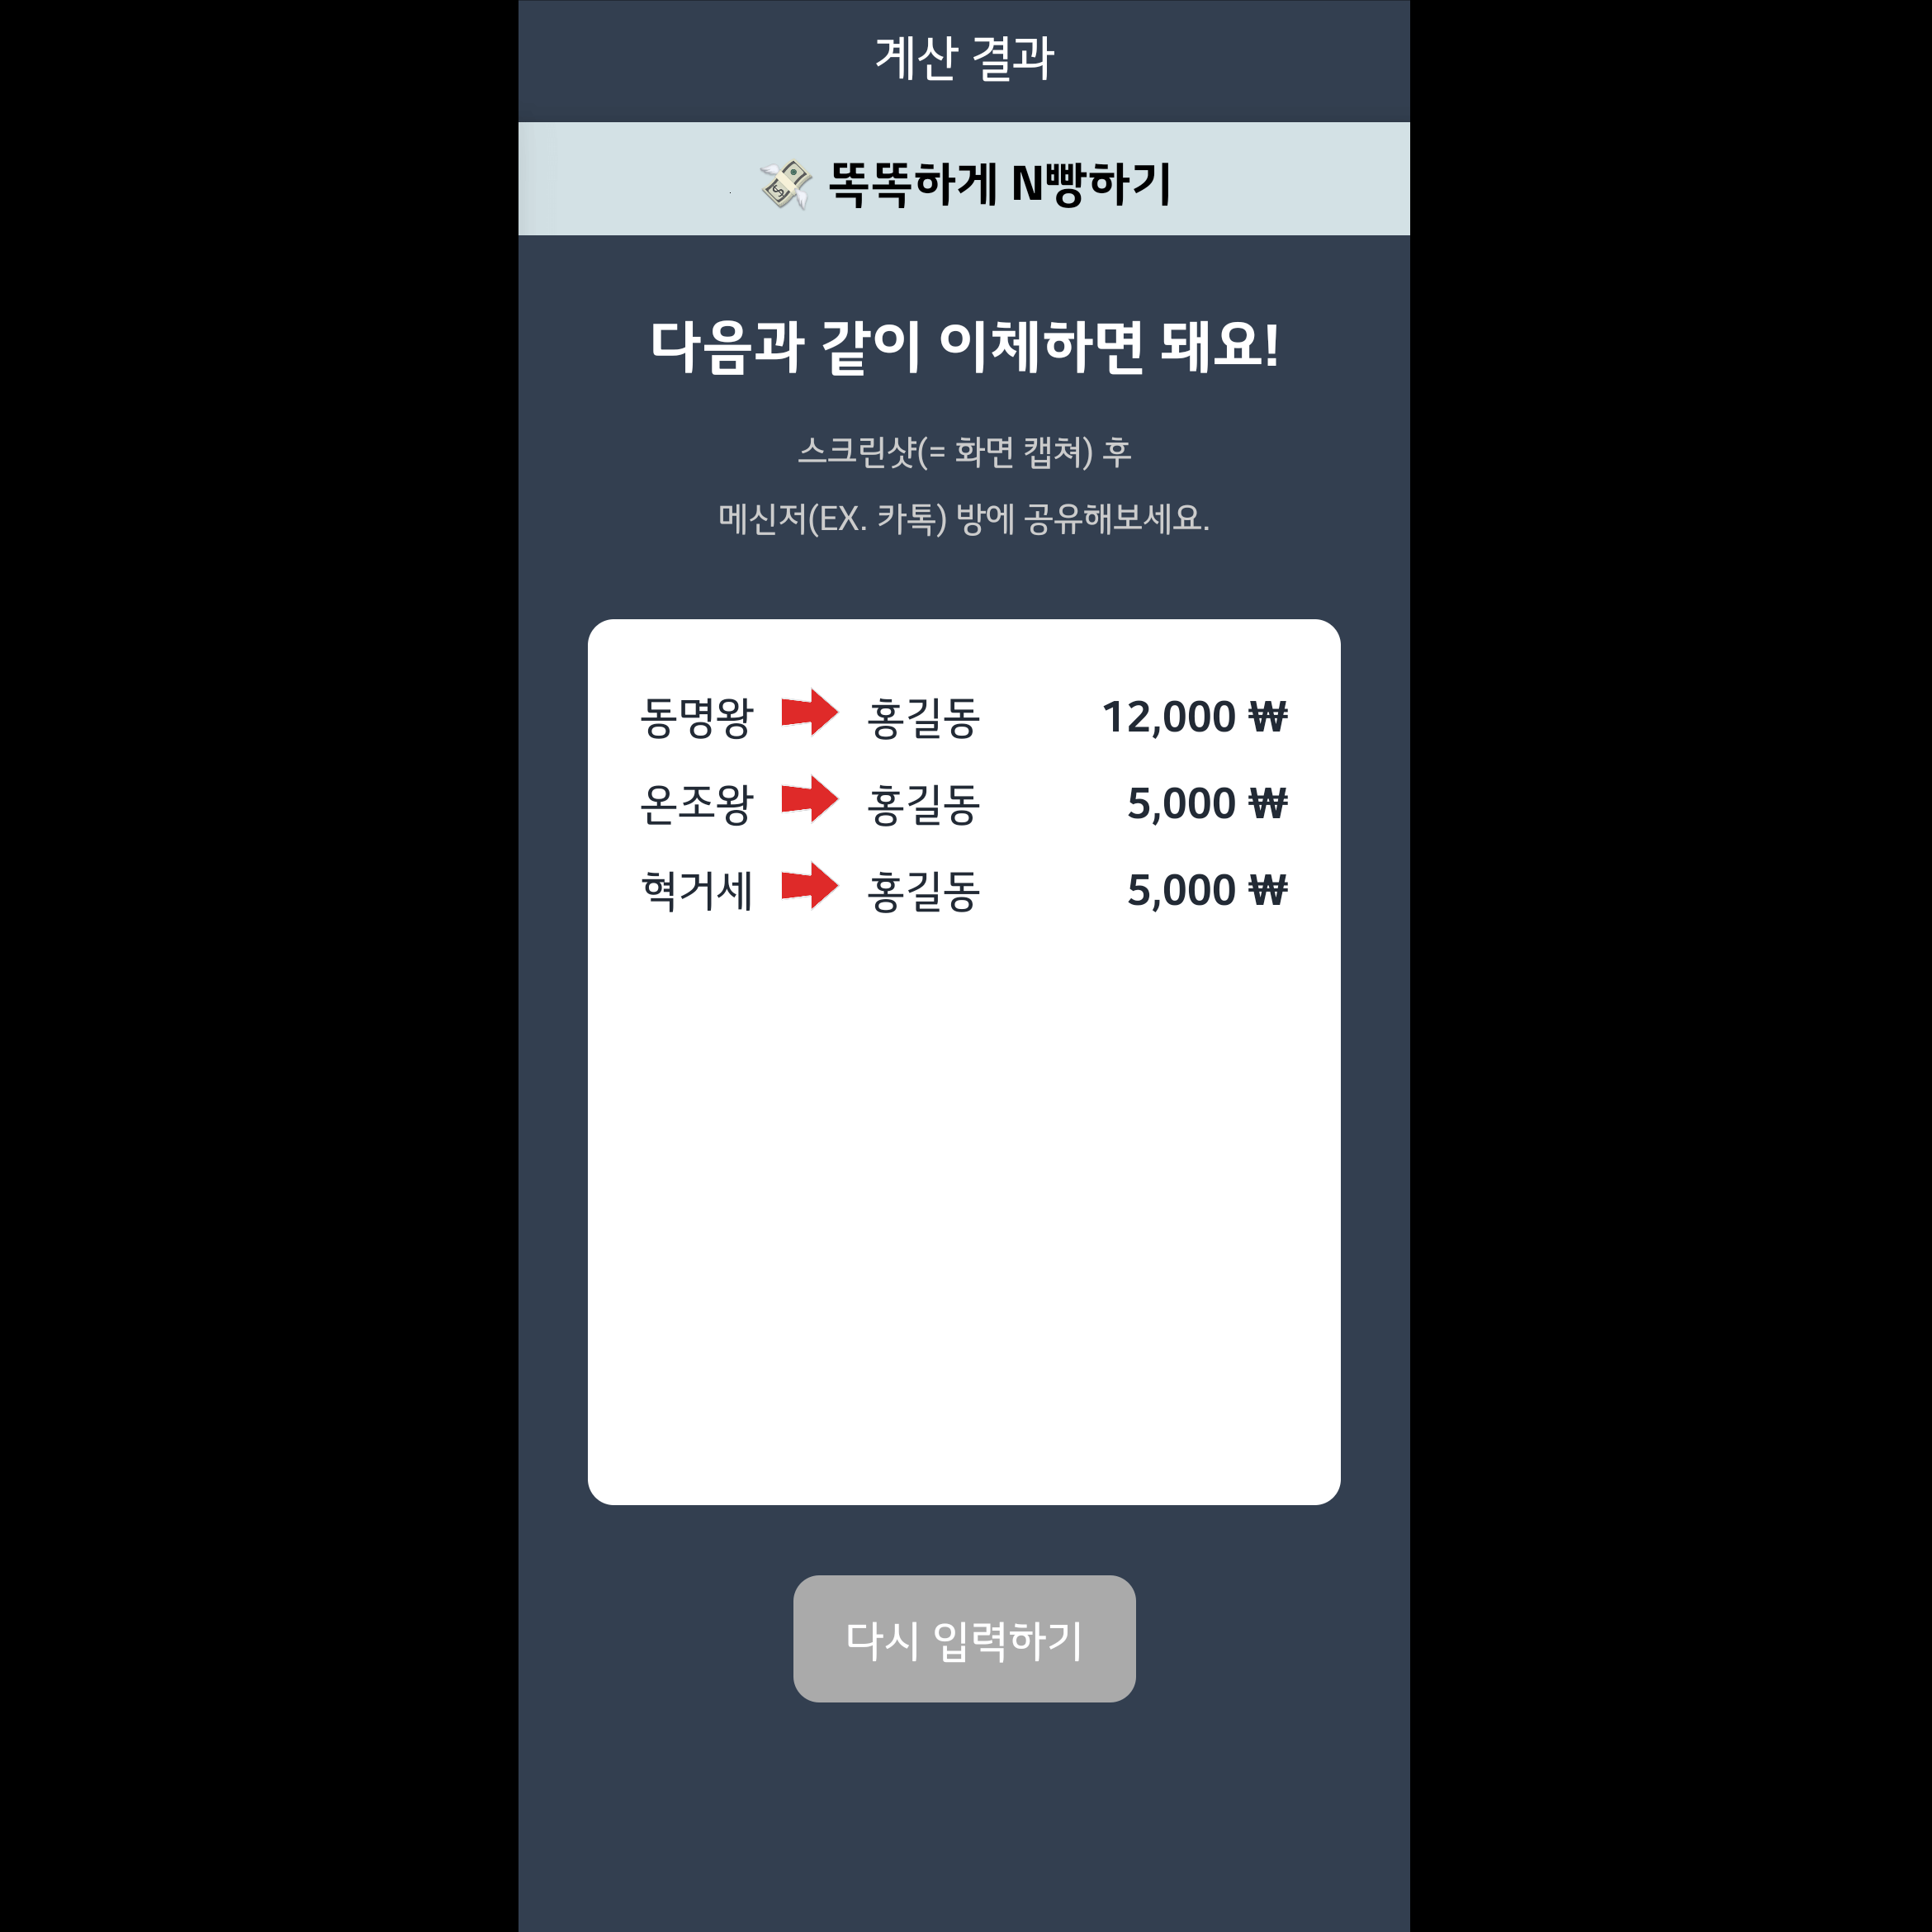 계산 결과
💸 똑똑하게 N빵하기
다음과 같이 이체하면 돼요!
스크린샷(= 화면 캡쳐) 후
메신저(EX. 카톡) 방에 공유해보세요.
동명왕 홍길동 12,000 ₩
온조왕 홍길동 5,000 ₩
혁거세 홍길동 5,000 ₩
다시 입력하기